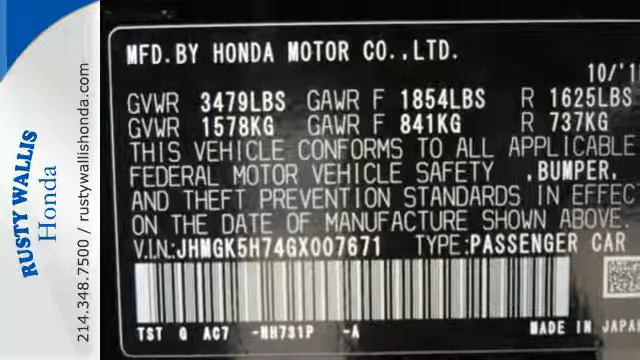 RUSTY WALLIS
Honda
214.348.7500 / rustywallishonda.com
MFD.BY HONDA MOTOR CO.,LTD.
GVWR 3479LBS GAWR F 1854LBS R 1625LBS
GVWR 1578KG GAWR F 841KG R 737KG
THIS VEHICLE CONFORMS TO ALL APPLICABLE
FEDERAL MOTOR VEHICLE SAFETY ,BUMPER,
AND THEFT PREVENTION STANDARDS IN EFFEC
ON THE DATE OF MANUFACTURE SHOWN ABOVE.
V.I.N:JHMGK5H74GX007671 TYPE:PASSENGER CAR
TST G AC7 -NH731P -A MADE IN JAPA